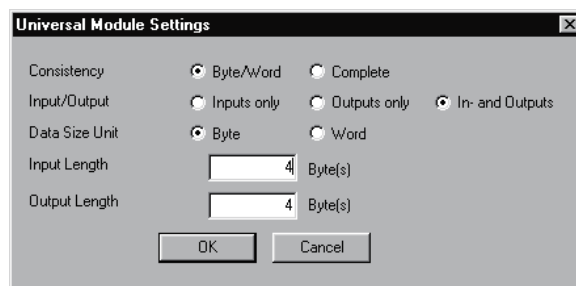 Universal Module Settings
Consistency Byte/Word Complete
Input/Output Inputs only Outputs only In- and Outputs
Data Size Unit Byte Word
Input Length 4 Byte(s)
Output Length 4 Byte(s)
OK Cancel